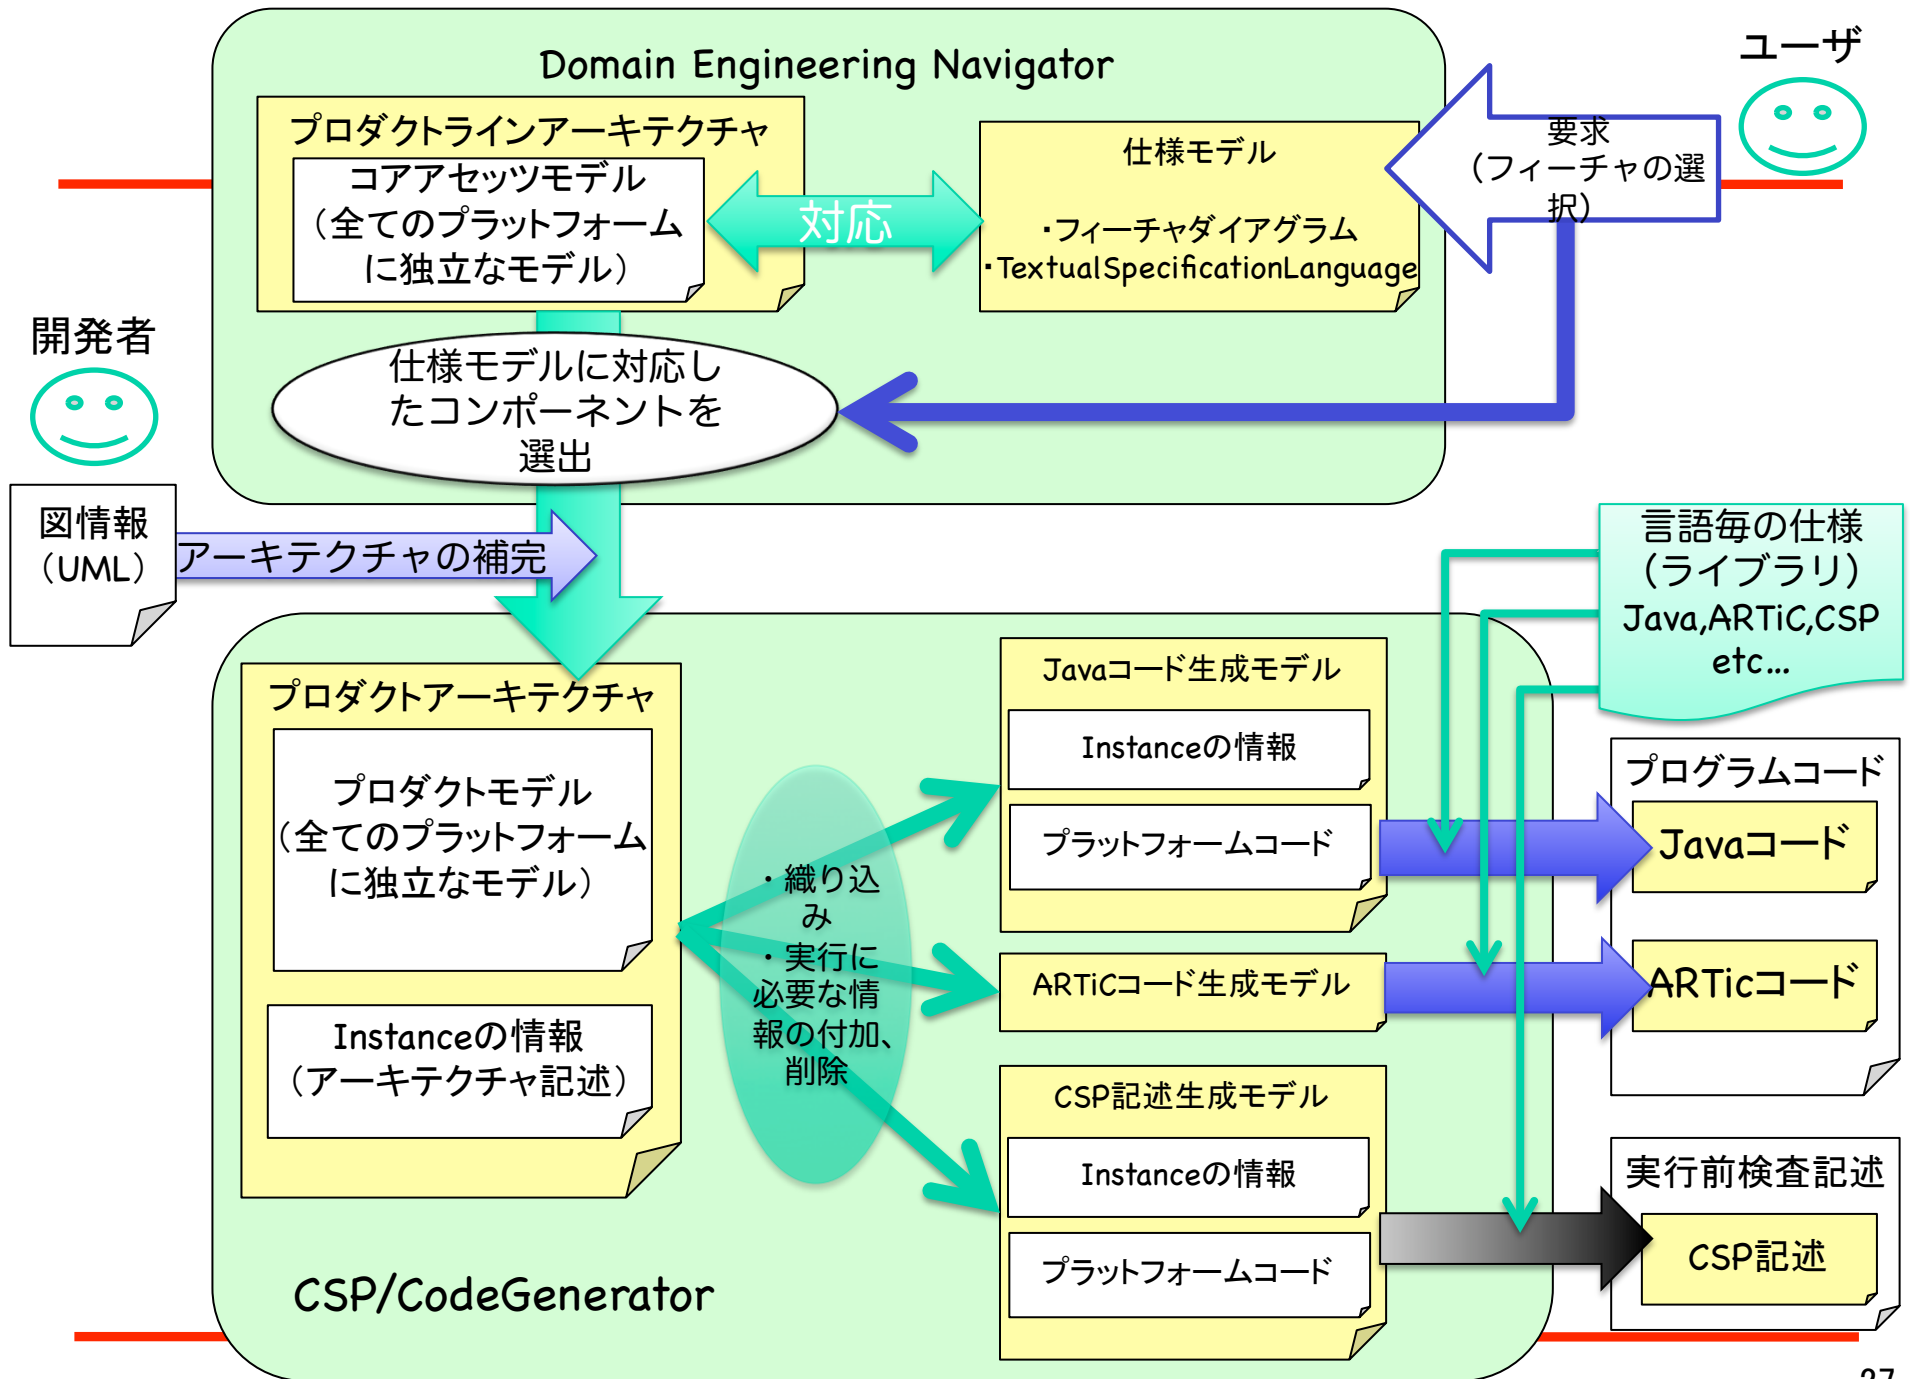 Domain Engineering Navigator
ユーザ
プロダクトラインアーキテクチャ
コアアセッツモデル
（全てのプラットフォーム
に独立なモデル）
対応
仕様モデル
・フィーチャダイアグラム
・TextualSpecificationLanguage
要求
（フィーチャの選
択）
開発者
仕様モデルに対応し
たコンポーネントを
選出
図情報
（UML）
アーキテクチャの補完
言語毎の仕様
（ライブラリ）
Java,ARTiC,CSP
etc…
プロダクトアーキテクチャ
プロダクトモデル
（全てのプラットフォーム
に独立なモデル）
Instanceの情報
（アーキテクチャ記述）
・織り込
み
・実行に
必要な情
報の付加、
削除
Javaコード生成モデル
Instanceの情報
プラットフォームコード
ARTiCコード生成モデル
CSP記述生成モデル
Instanceの情報
プラットフォームコード
プログラムコード
Javaコード
ARTicコード
実行前検査記述
CSP記述
CSP/CodeGenerator
27